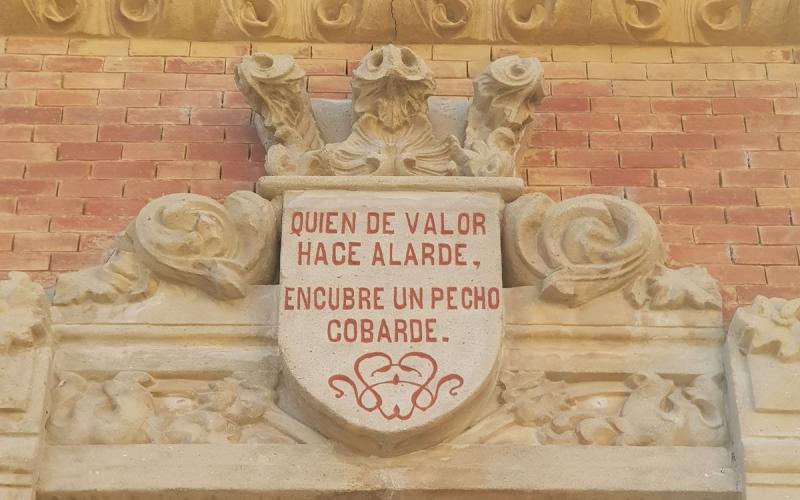 QUIEN DE VALOR
HACE ALARDE,
ENCUBRE UN PECHO
COBARDE.